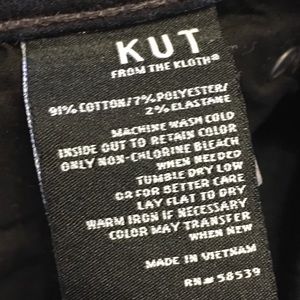 KUT
FROM THE KLOTH®
91% COTTON/7% POLYESTER/
2% ELASTANE
MACHINE WASH COLD
INSIDE OUT TO RETAIN COLOR
ONLY NON-CHLORINE BLEACH
WHEN NEEDED
TUMBLE DRY LOW
OR FOR BETTER CARE
LAY FLAT TO DRY
WARM IRON IF NECESSARY
COLOR MAY TRANSFER
WHEN NEW
MADE IN VIETNAM
RN# 58539